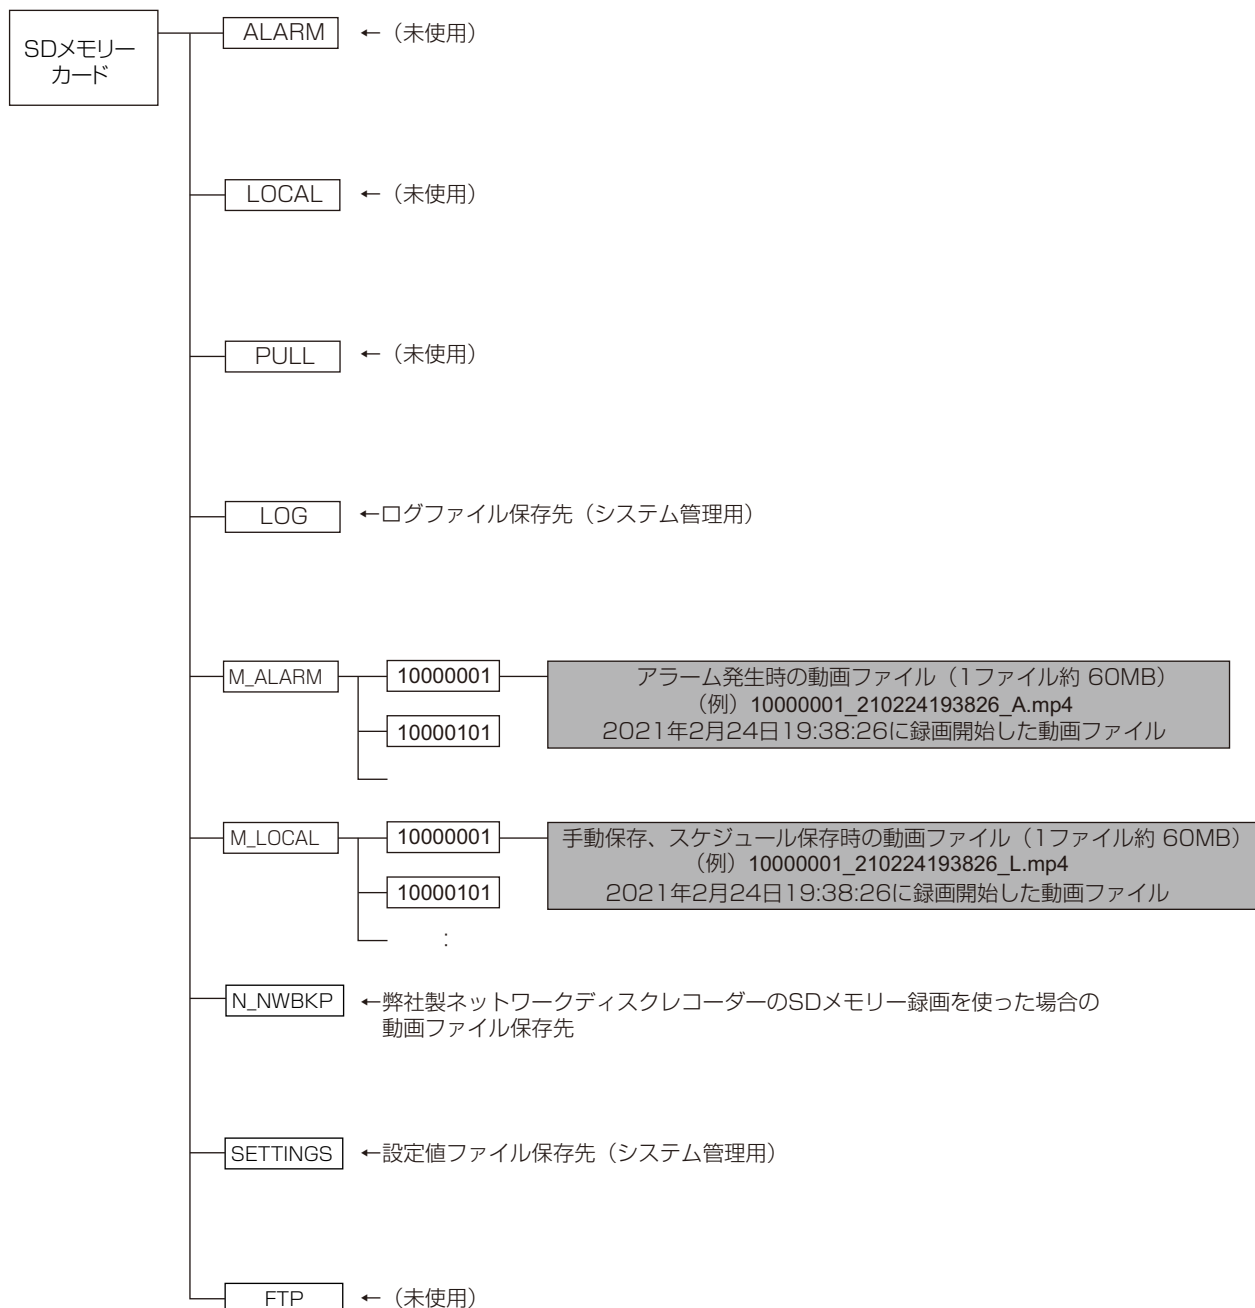 SDメモリー
カード
ALARM ←（未使用）
LOCAL ←（未使用）
PULL ←（未使用）
LOG ←ログファイル保存先（システム管理用）
M_ALARM 10000001 アラーム発生時の動画ファイル（1ファイル約 60MB）
（例）10000001_210224193826_A.mp4
10000101 2021年2月24日19:38:26に録画開始した動画ファイル
M_LOCAL 10000001 手動保存、スケジュール保存時の動画ファイル（1ファイル約 60MB）
（例）10000001_210224193826_L.mp4
10000101 2021年2月24日19:38:26に録画開始した動画ファイル
：
N_NWBKP ←弊社製ネットワークディスクレコーダーのSDメモリー録画を使った場合の
動画ファイル保存先
SETTINGS ←設定値ファイル保存先（システム管理用）
FTP ←（未使用）